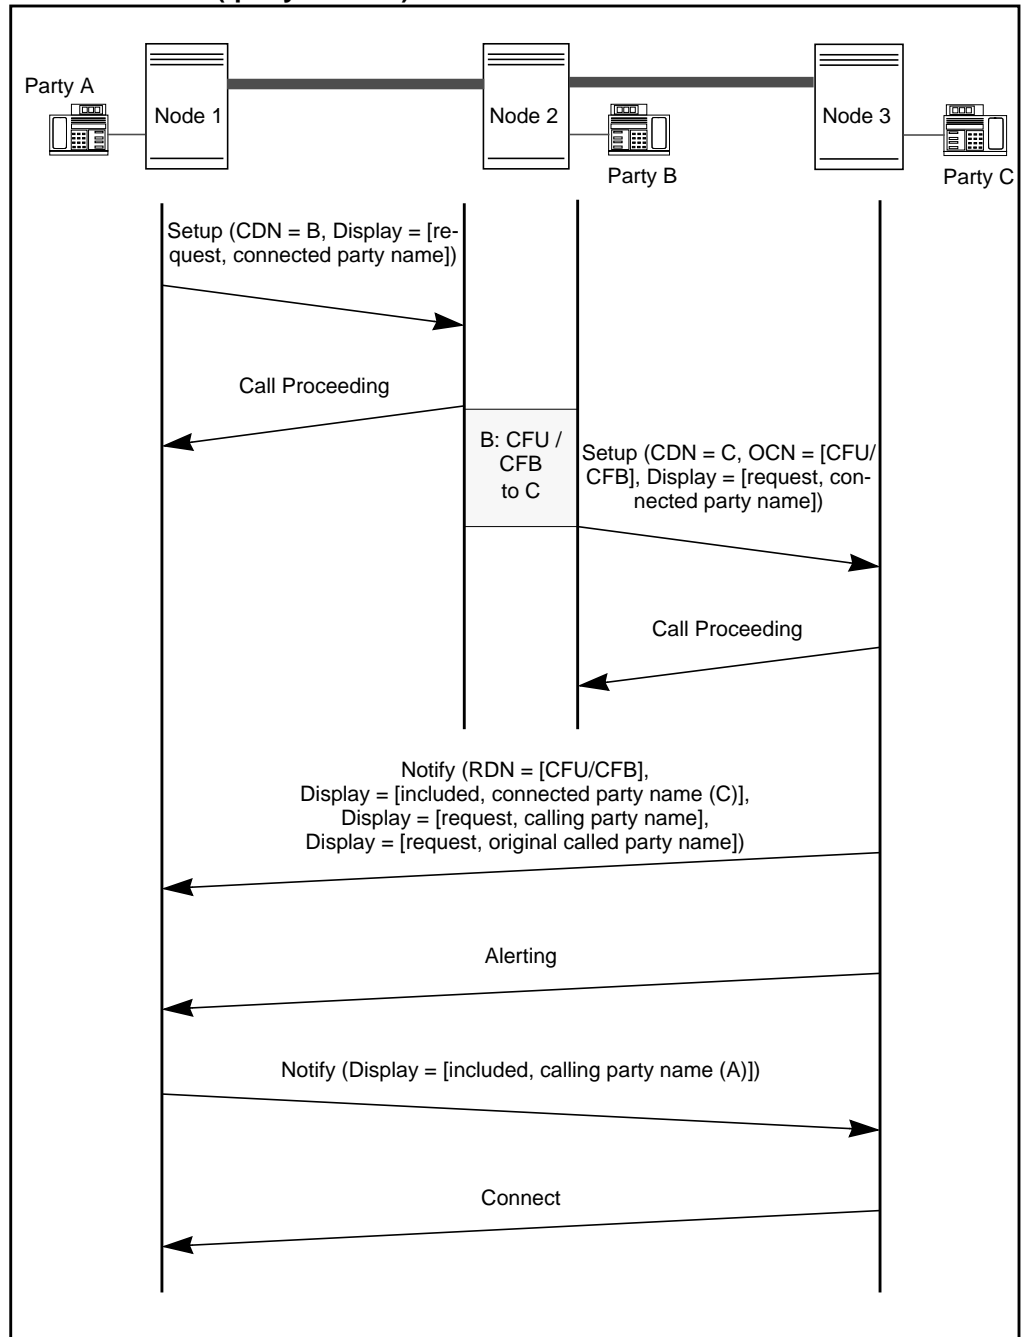 Party A
Node 1
Node 2
Node 3
Party B
Party C
Setup (CDN = B, Display = [re-
quest, connected party name])
Call Proceeding
B: CFU /
CFB
to C
Setup (CDN = C, OCN = [CFU/
CFB], Display = [request, con-
nected party name])
Call Proceeding
Notify (RDN = [CFU/CFB],
Display = [included, connected party name (C)],
Display = [request, calling party name],
Display = [request, original called party name])
Alerting
Notify (Display = [included, calling party name (A)])
Connect